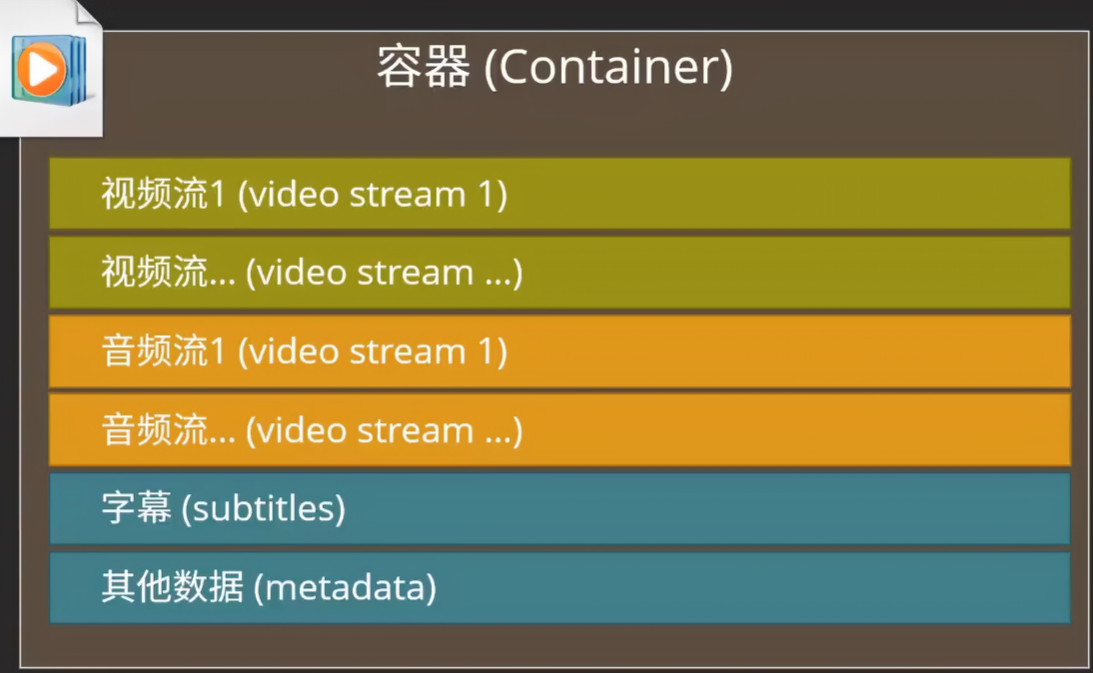 容器 (Container)
视频流1 (video stream 1)
视频流... (video stream ...)
音频流1 (video stream 1)
音频流... (video stream ...)
字幕 (subtitles)
其他数据 (metadata)